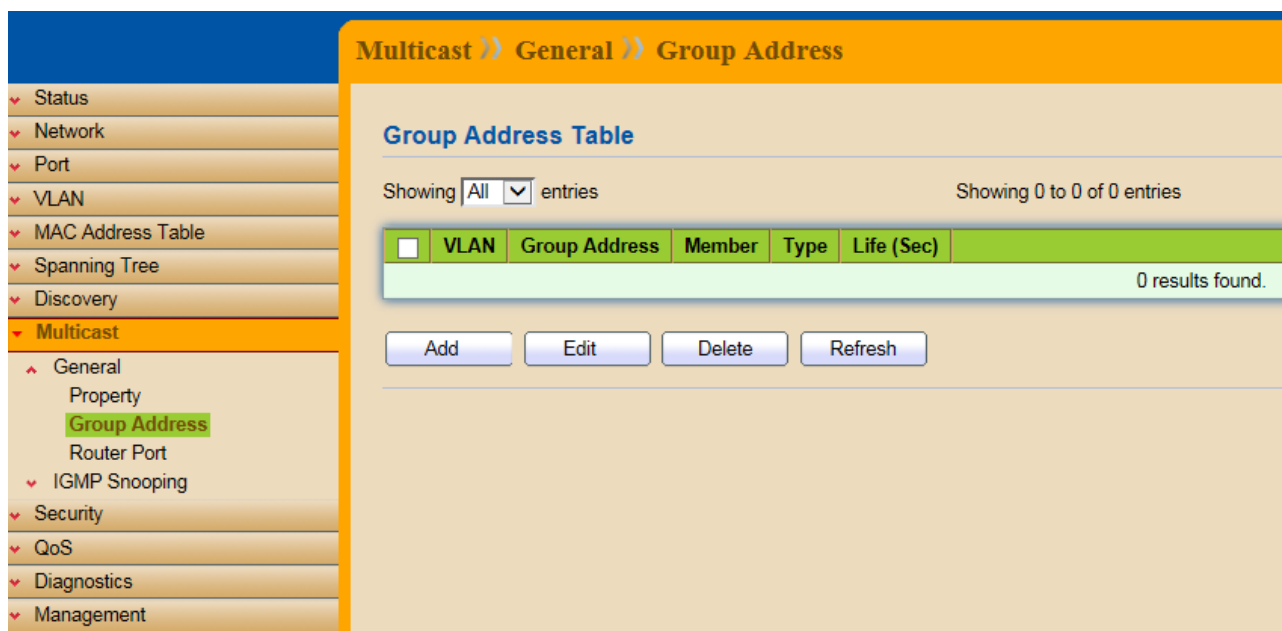 Multicast » General » Group Address
Status
Network
Port
VLAN
MAC Address Table
Spanning Tree
Discovery
Multicast
General
Property
Group Address
Router Port
IGMP Snooping
Security
QoS
Diagnostics
Management
Group Address Table
Showing All entries Showing 0 to 0 of 0 entries
VLAN Group Address Member Type Life (Sec)
0 results found.
Add Edit Delete Refresh